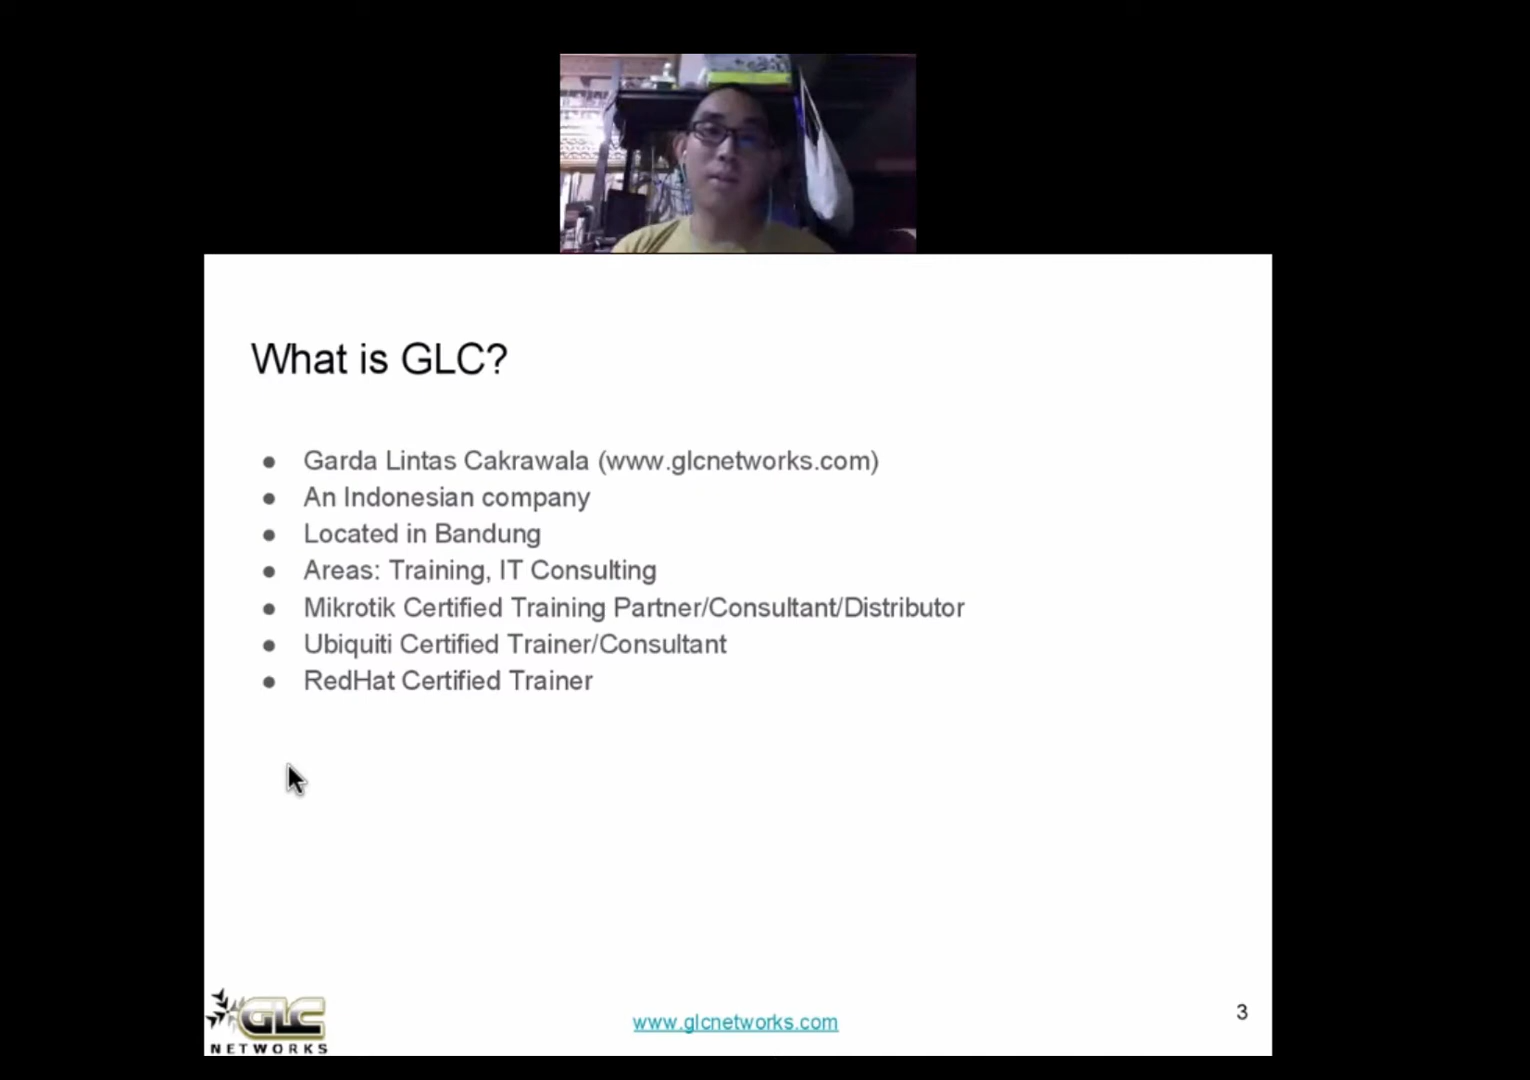 What is GLC?
● Garda Lintas Cakrawala (www.glcnetworks.com)
● An Indonesian company
● Located in Bandung
● Areas: Training, IT Consulting
● Mikrotik Certified Training Partner/Consultant/Distributor
● Ubiquiti Certified Trainer/Consultant
● RedHat Certified Trainer
GLC
NETWORKS
www.glcnetworks.com
3